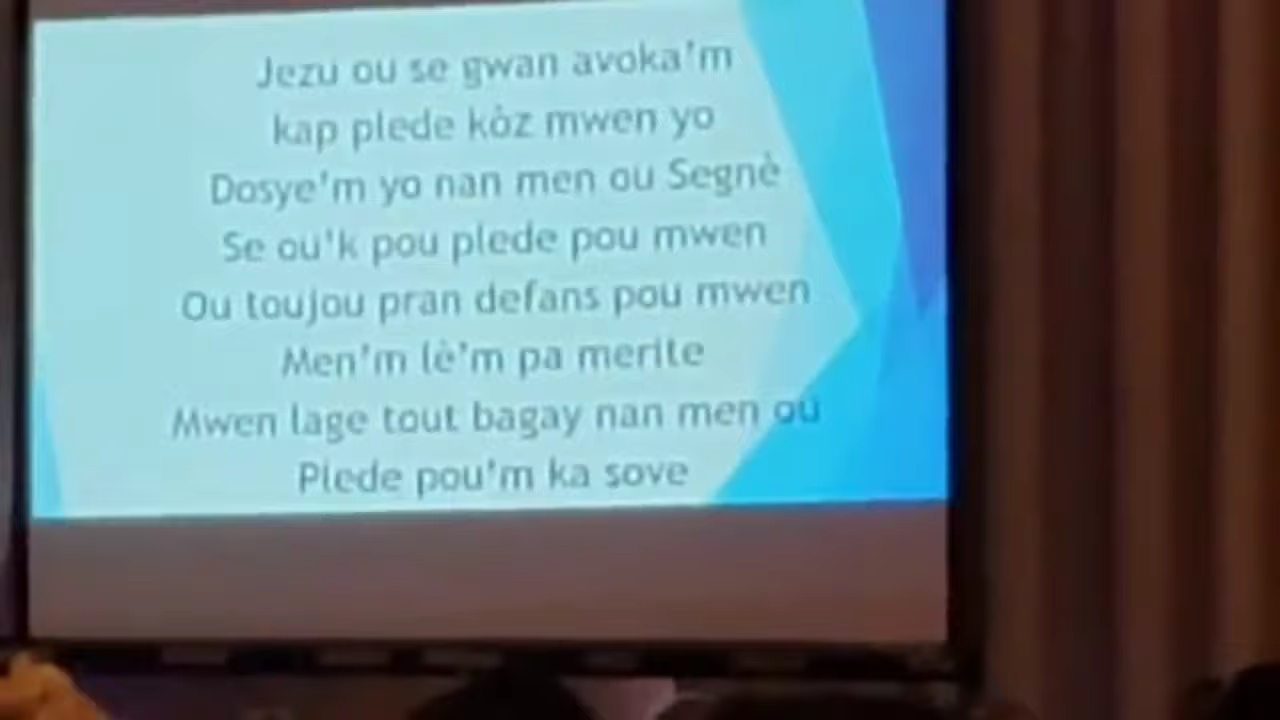 Jezu ou se gwan avoka'm
kap plede kòz mwen yo
Dosye'm yo nan men ou Segnè
Se ou'k pou plede pou mwen
Ou toujou pran defans pou mwen
Men'm lè'm pa merite
Mwen lage tout bagay nan men ou
Plede pou'm ka sove